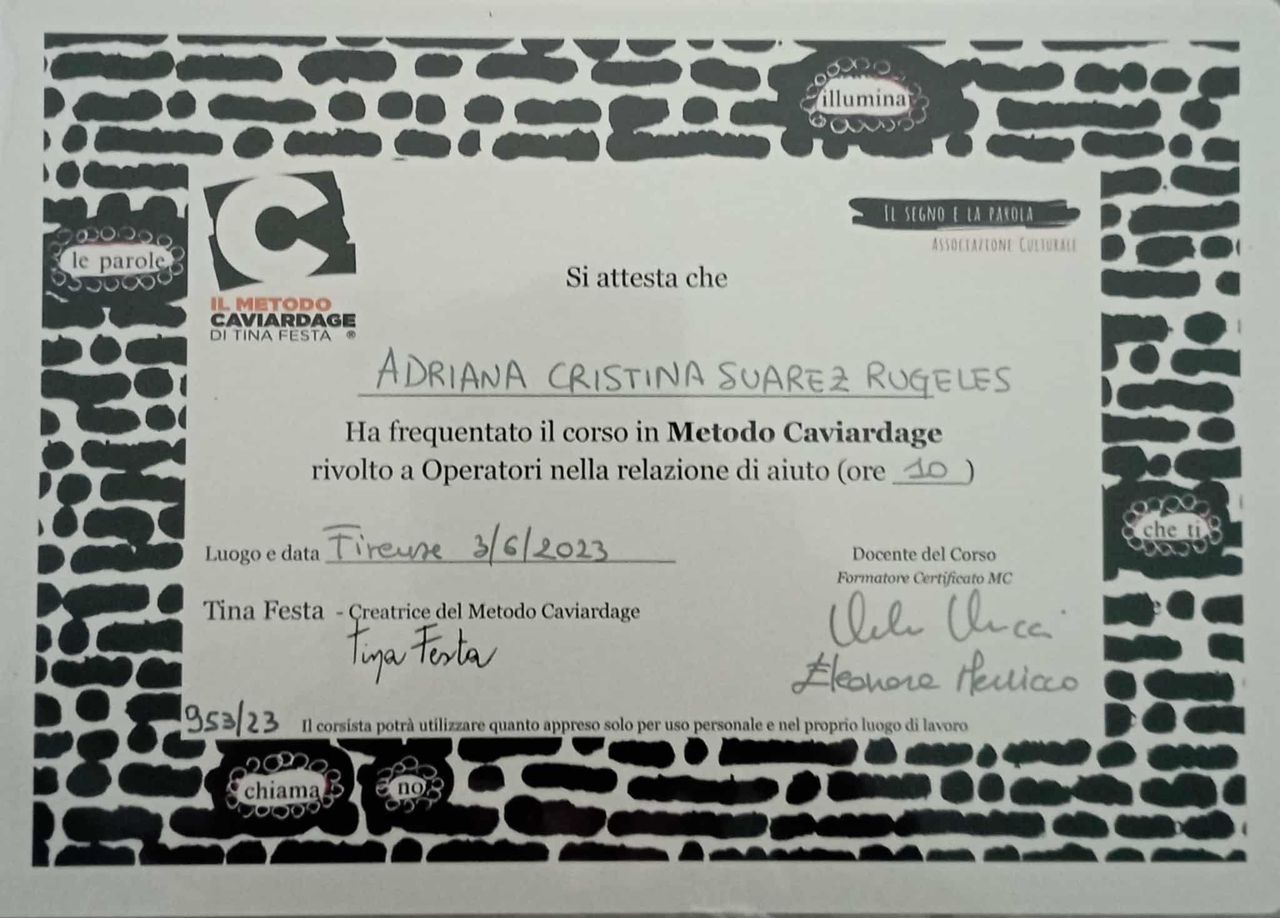 illumina
le parole
IL SEGNO E LA PAROLA
ASSOCIAZIONE CULTURALE
C
IL METODO
CAVIARDAGE
DI TINA FESTA ®
Si attesta che
ADRIANA CRISTINA SUAREZ RUGELES
Ha frequentato il corso in Metodo Caviardage
rivolto a Operatori nella relazione di aiuto (ore 10 )
che ti
Luogo e data Firenze 3/6/2023
Docente del Corso
Formatore Certificato MC
Tina Festa - Creatrice del Metodo Caviardage
Tina Festa
Eleonora
953/23 Il corsista potrà utilizzare quanto appreso solo per uso personale e nel proprio luogo di lavoro
chiama
no